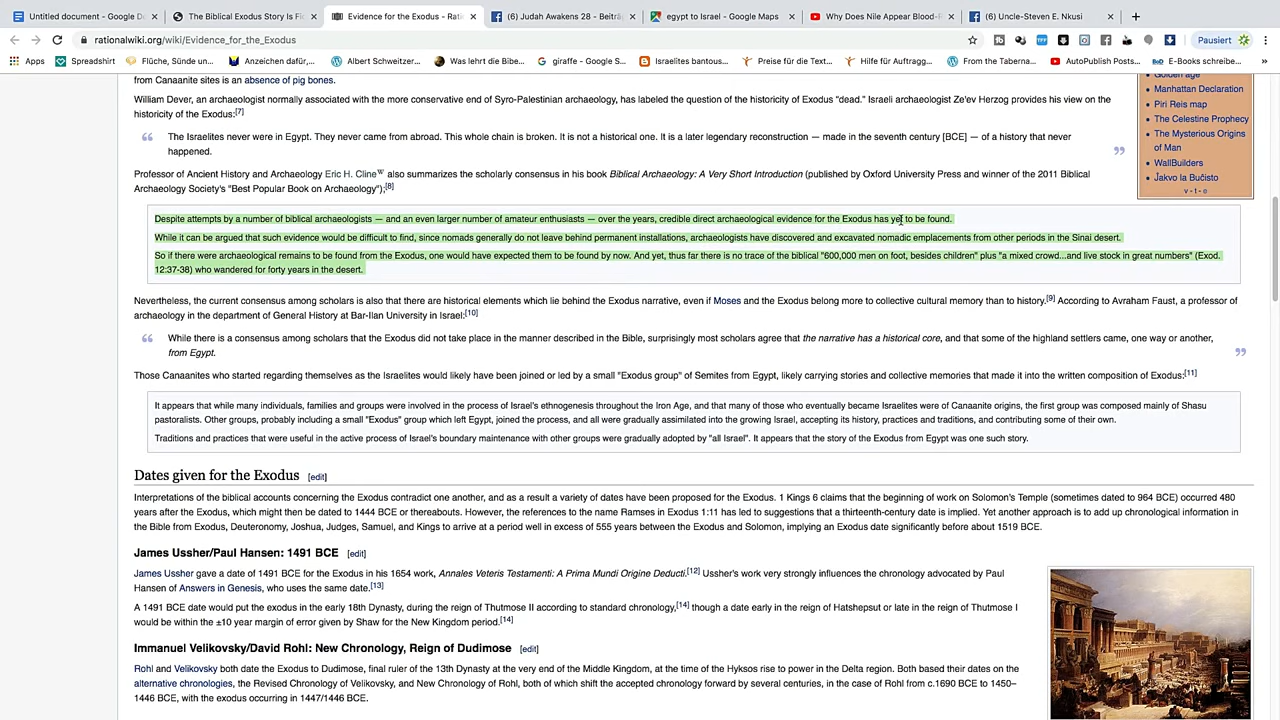 Untitled document - Google D
The Biblical Exodus Story Is Fi
Evidence for the Exodus - Rati
(6) Judah Awakens 28 - Beiträ
egypt to Israel - Google Maps
Why Does Nile Appear Blood-R
(6) Uncle-Steven E. Nkusi
rationalwiki.org/wiki/Evidence_for_the_Exodus
Pausiert
Apps
Spreadshirt
Flüche, Sünde un...
Anzeichen dafür,...
Albert Schweitzer...
Was lehrt die Bibe...
giraffe - Google S...
Israelites bantous...
Preise für die Text...
Hilfe für Auftragg...
From the Taberna...
AutoPublish Posts...
E-Books schreibe...
»
from Canaanite sites is an absence of pig bones.
William Dever, an archaeologist normally associated with the more conservative end of Syro-Palestinian archaeology, has labeled the question of the historicity of Exodus “dead.” Israeli archaeologist Ze'ev Herzog provides his view on the
historicity of the Exodus:[7]
“ The Israelites never were in Egypt. They never came from abroad. This whole chain is broken. It is not a historical one. It is a later legendary reconstruction — made in the seventh century [BCE] — of a history that never
happened. ”
Professor of Ancient History and Archaeology Eric H. Cline W also summarizes the scholarly consensus in his book Biblical Archaeology: A Very Short Introduction (published by Oxford University Press and winner of the 2011 Biblical
Archaeology Society's "Best Popular Book on Archaeology"):[8]
Despite attempts by a number of biblical archaeologists — and an even larger number of amateur enthusiasts — over the years, credible direct archaeological evidence for the Exodus has yet to be found.
While it can be argued that such evidence would be difficult to find, since nomads generally do not leave behind permanent installations, archaeologists have discovered and excavated nomadic emplacements from other periods in the Sinai desert.
So if there were archaeological remains to be found from the Exodus, one would have expected them to be found by now. And yet, thus far there is no trace of the biblical "600,000 men on foot, besides children" plus "a mixed crowd...and live stock in great numbers" (Exod.
12:37-38) who wandered for forty years in the desert.
Nevertheless, the current consensus among scholars is also that there are historical elements which lie behind the Exodus narrative, even if Moses and the Exodus belong more to collective cultural memory than to history.[9] According to Avraham Faust, a professor of
archaeology in the department of General History at Bar-Ilan University in Israel:[10]
“ While there is a consensus among scholars that the Exodus did not take place in the manner described in the Bible, surprisingly most scholars agree that the narrative has a historical core, and that some of the highland settlers came, one way or another,
from Egypt. ”
Those Canaanites who started regarding themselves as the Israelites would likely have been joined or led by a small "Exodus group" of Semites from Egypt, likely carrying stories and collective memories that made it into the written composition of Exodus:[11]
It appears that while many individuals, families and groups were involved in the process of Israel's ethnogenesis throughout the Iron Age, and that many of those who eventually became Israelites were of Canaanite origins, the first group was composed mainly of Shasu
pastoralists. Other groups, probably including a small "Exodus" group which left Egypt, joined the process, and all were gradually assimilated into the growing Israel, accepting its history, practices and traditions, and contributing some of their own.
Traditions and practices that were useful in the active process of Israel's boundary maintenance with other groups were gradually adopted by "all Israel". It appears that the story of the Exodus from Egypt was one such story.
Dates given for the Exodus [edit]
Interpretations of the biblical accounts concerning the Exodus contradict one another, and as a result a variety of dates have been proposed for the Exodus. 1 Kings 6 claims that the beginning of work on Solomon's Temple (sometimes dated to 964 BCE) occurred 480
years after the Exodus, which might then be dated to 1444 BCE or thereabouts. However, the references to the name Ramses in Exodus 1:11 has led to suggestions that a thirteenth-century date is implied. Yet another approach is to add up chronological information in
the Bible from Exodus, Deuteronomy, Joshua, Judges, Samuel, and Kings to arrive at a period well in excess of 555 years between the Exodus and Solomon, implying an Exodus date significantly before about 1519 BCE.
James Ussher/Paul Hansen: 1491 BCE [edit]
James Ussher gave a date of 1491 BCE for the Exodus in his 1654 work, Annales Veteris Testamenti: A Prima Mundi Origine Deducti.[12] Ussher's work very strongly influences the chronology advocated by Paul
Hansen of Answers in Genesis, who uses the same date.[13]
A 1491 BCE date would put the exodus in the early 18th Dynasty, during the reign of Thutmose II according to standard chronology,[14] though a date early in the reign of Hatshepsut or late in the reign of Thutmose I
would be within the ±10 year margin of error given by Shaw for the New Kingdom period.[14]
Immanuel Velikovsky/David Rohl: New Chronology, Reign of Dudimose [edit]
Rohl and Velikovsky both date the Exodus to Dudimose, final ruler of the 13th Dynasty at the very end of the Middle Kingdom, at the time of the Hyksos rise to power in the Delta region. Both based their dates on the
alternative chronologies, the Revised Chronology of Velikovsky, and New Chronology of Rohl, both of which shift the accepted chronology forward by several centuries, in the case of Rohl from c.1690 BCE to 1450–
1446 BCE, with the exodus occurring in 1447/1446 BCE.
Golden age
Manhattan Declaration
Piri Reis map
The Celestine Prophecy
The Mysterious Origins
of Man
WallBuilders
Jakvo la Buĉisto
v - t - e